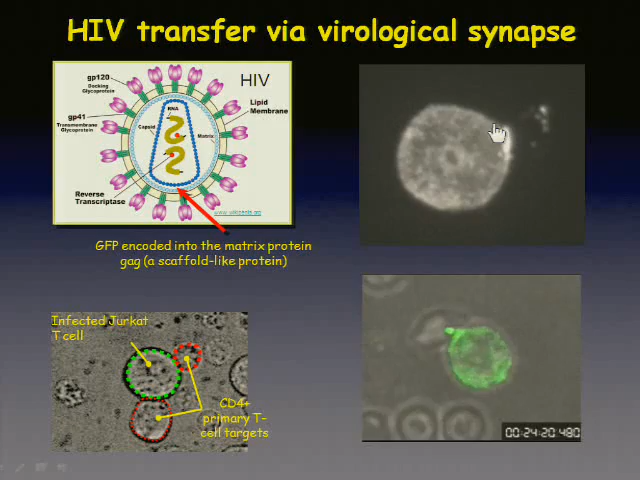 HIV transfer via virological synapse
gp120
Docking
Glycoprotein
HIV
gp41
Transmembrane
Glycoprotein
RNA
Capsid
Lipid
Membrane
Matrix
Reverse
Transcriptase
GFP encoded into the matrix protein
gag (a scaffold-like protein)
Infected Jurkat
T cell
CD4+
primary T-
cell targets
00:24:20.480